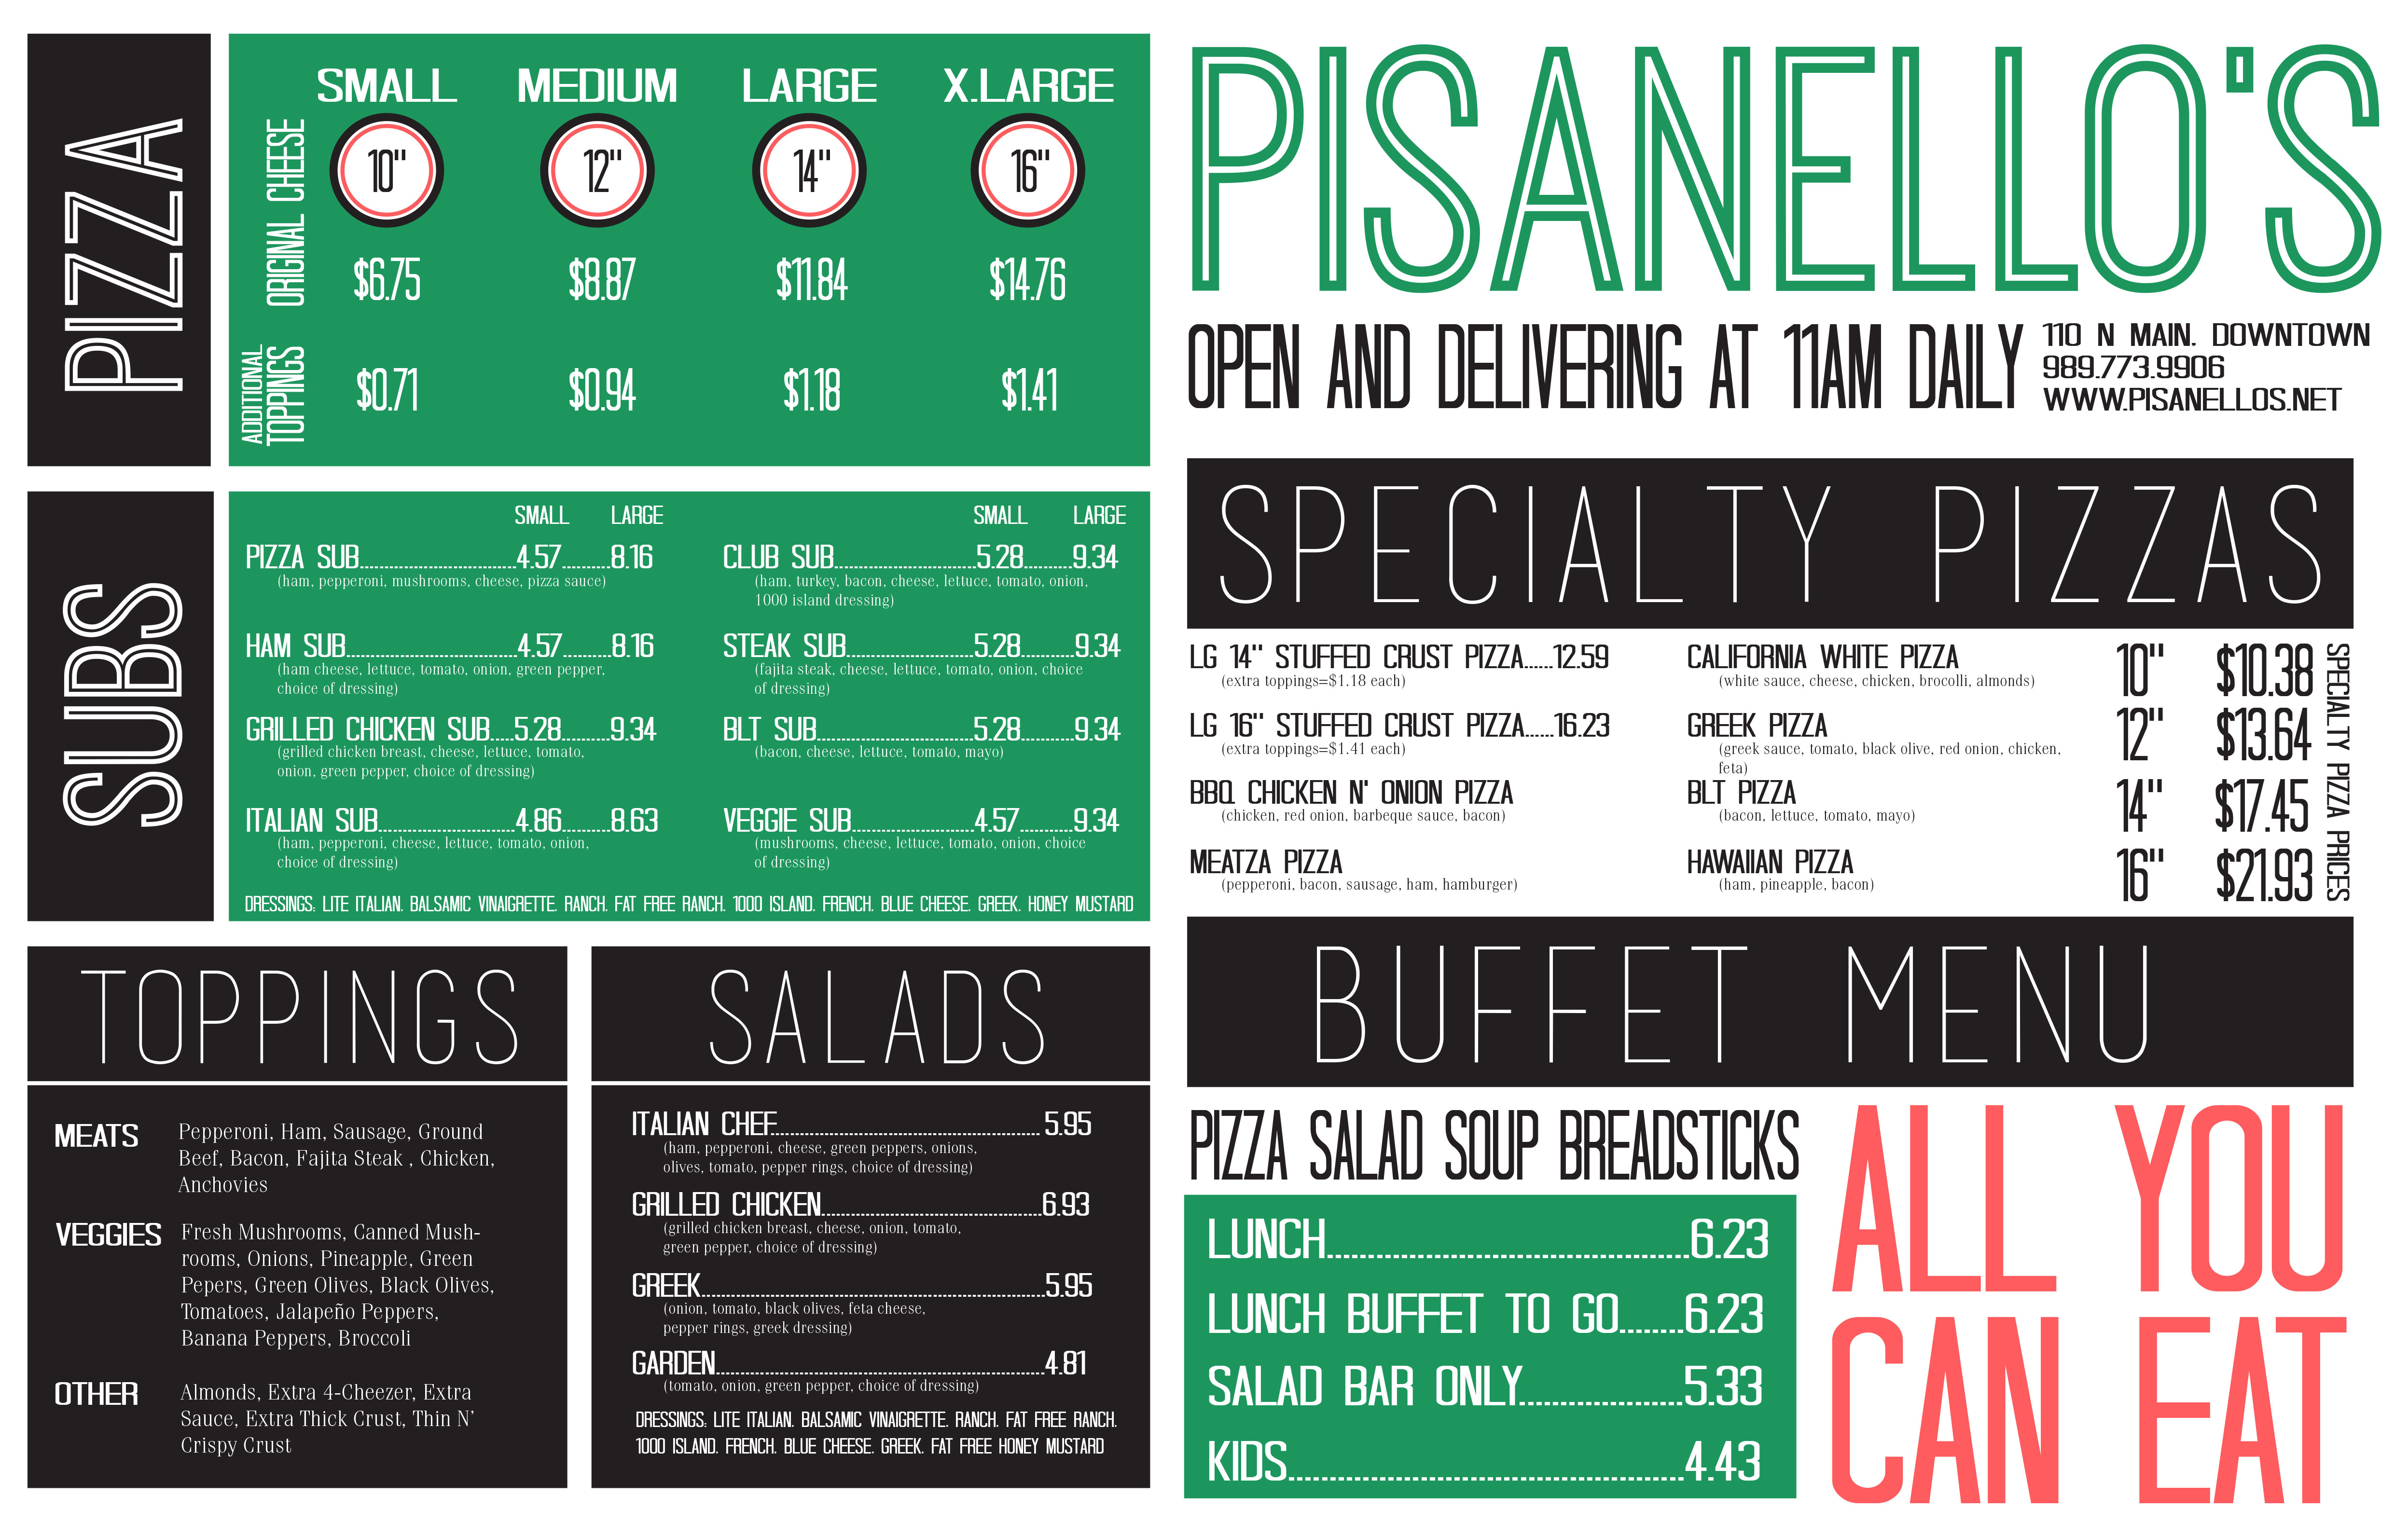 PIZZA
SMALL MEDIUM LARGE X.LARGE
ORIGINAL CHEESE
10" 12" 14" 16"
$6.75 $8.87 $11.84 $14.76
ADDITIONAL
TOPPINGS
$0.71 $0.94 $1.18 $1.41
SUBS
SMALL LARGE
PIZZA SUB..........4.57..........8.16
(ham, pepperoni, mushrooms, cheese, pizza sauce)
HAM SUB..........4.57..........8.16
(ham cheese, lettuce, tomato, onion, green pepper,
choice of dressing)
GRILLED CHICKEN SUB.....5.28..........9.34
(grilled chicken breast, cheese, lettuce, tomato,
onion, green pepper, choice of dressing)
ITALIAN SUB..........4.86..........8.63
(ham, pepperoni, cheese, lettuce, tomato, onion,
choice of dressing)
SMALL LARGE
CLUB SUB..........5.28..........9.34
(ham, turkey, bacon, cheese, lettuce, tomato, onion,
1000 island dressing)
STEAK SUB..........5.28..........9.34
(fajita steak, cheese, lettuce, tomato, onion, choice
of dressing)
BLT SUB..........5.28..........9.34
(bacon, cheese, lettuce, tomato, mayo)
VEGGIE SUB..........4.57..........9.34
(mushrooms, cheese, lettuce, tomato, onion, choice
of dressing)
DRESSINGS: LITE ITALIAN. BALSAMIC VINAIGRETTE. RANCH. FAT FREE RANCH. 1000 ISLAND. FRENCH. BLUE CHEESE. GREEK. HONEY MUSTARD
TOPPINGS
MEATS Pepperoni, Ham, Sausage, Ground
Beef, Bacon, Fajita Steak , Chicken,
Anchovies
VEGGIES Fresh Mushrooms, Canned Mush-
rooms, Onions, Pineapple, Green
Pepers, Green Olives, Black Olives,
Tomatoes, Jalapeño Peppers,
Banana Peppers, Broccoli
OTHER Almonds, Extra 4-Cheezer, Extra
Sauce, Extra Thick Crust, Thin N'
Crispy Crust
SALADS
ITALIAN CHEF..........5.95
(ham, pepperoni, cheese, green peppers, onions,
olives, tomato, pepper rings, choice of dressing)
GRILLED CHICKEN..........6.93
(grilled chicken breast, cheese, onion, tomato,
green pepper, choice of dressing)
GREEK..........5.95
(onion, tomato, black olives, feta cheese,
pepper rings, greek dressing)
GARDEN..........4.81
(tomato, onion, green pepper, choice of dressing)
DRESSINGS: LITE ITALIAN. BALSAMIC VINAIGRETTE. RANCH. FAT FREE RANCH.
1000 ISLAND. FRENCH. BLUE CHEESE. GREEK. FAT FREE HONEY MUSTARD
PISANELLO'S
OPEN AND DELIVERING AT 11AM DAILY
110 N MAIN. DOWNTOWN
989.773.9906
WWW.PISANELLOS.NET
SPECIALTY PIZZAS
LG 14" STUFFED CRUST PIZZA......12.59
(extra toppings=$1.18 each)
LG 16" STUFFED CRUST PIZZA......16.23
(extra toppings=$1.41 each)
BBQ CHICKEN N' ONION PIZZA
(chicken, red onion, barbeque sauce, bacon)
MEATZA PIZZA
(pepperoni, bacon, sausage, ham, hamburger)
CALIFORNIA WHITE PIZZA
(white sauce, cheese, chicken, brocolli, almonds)
GREEK PIZZA
(greek sauce, tomato, black olive, red onion, chicken,
feta)
BLT PIZZA
(bacon, lettuce, tomato, mayo)
HAWAIIAN PIZZA
(ham, pineapple, bacon)
10" $10.38
12" $13.64
14" $17.45
16" $21.93
SPECIALTY PIZZA PRICES
BUFFET MENU
PIZZA SALAD SOUP BREADSTICKS
LUNCH..........6.23
LUNCH BUFFET TO GO........6.23
SALAD BAR ONLY..........5.33
KIDS..........4.43
ALL YOU
CAN EAT